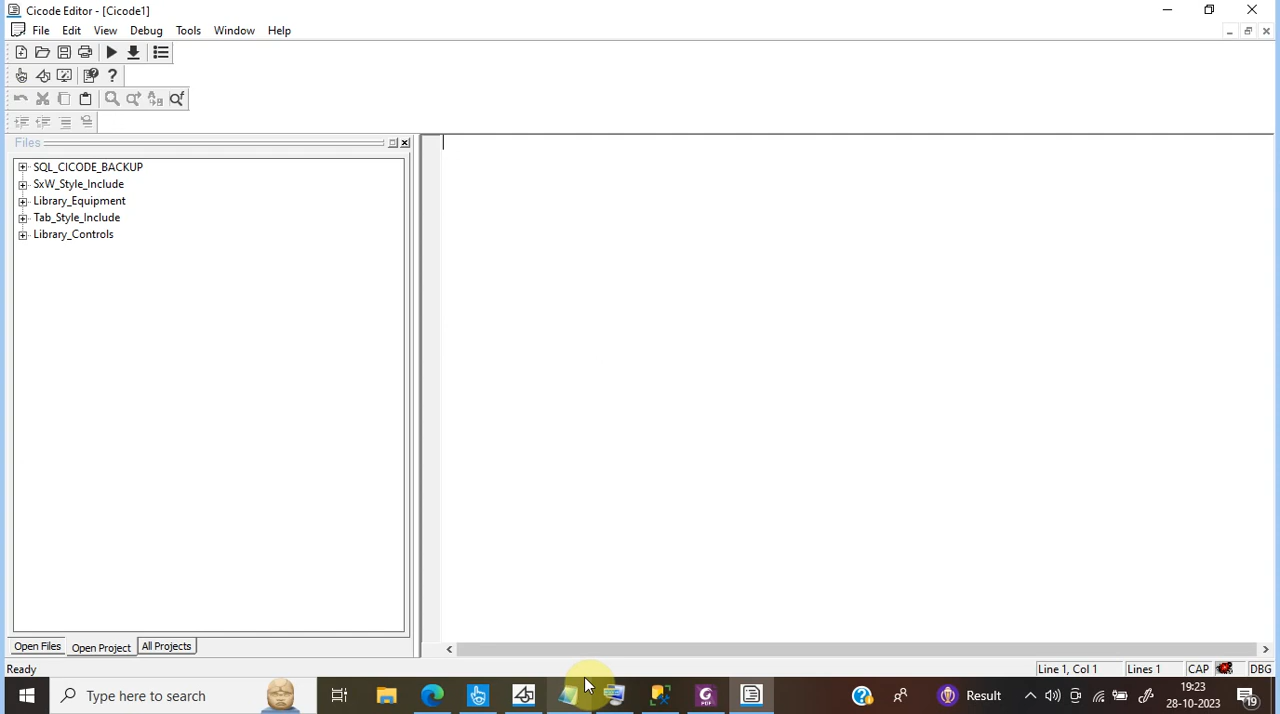 Cicode Editor - [Cicode1]
File Edit View Debug Tools Window Help
Files
SQL_CICODE_BACKUP
SxW_Style_Include
Library_Equipment
Tab_Style_Include
Library_Controls
Open Files Open Project All Projects
Ready Line 1, Col 1 Lines 1 CAP DBG
Type here to search Result 19:23
28-10-2023 19